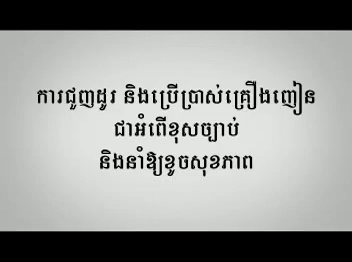 ការជួញដូរ និងប្រើប្រាស់គ្រឿងញៀន
ជាអំពើខុសច្បាប់
និងនាំឱ្យខូចសុខភាព